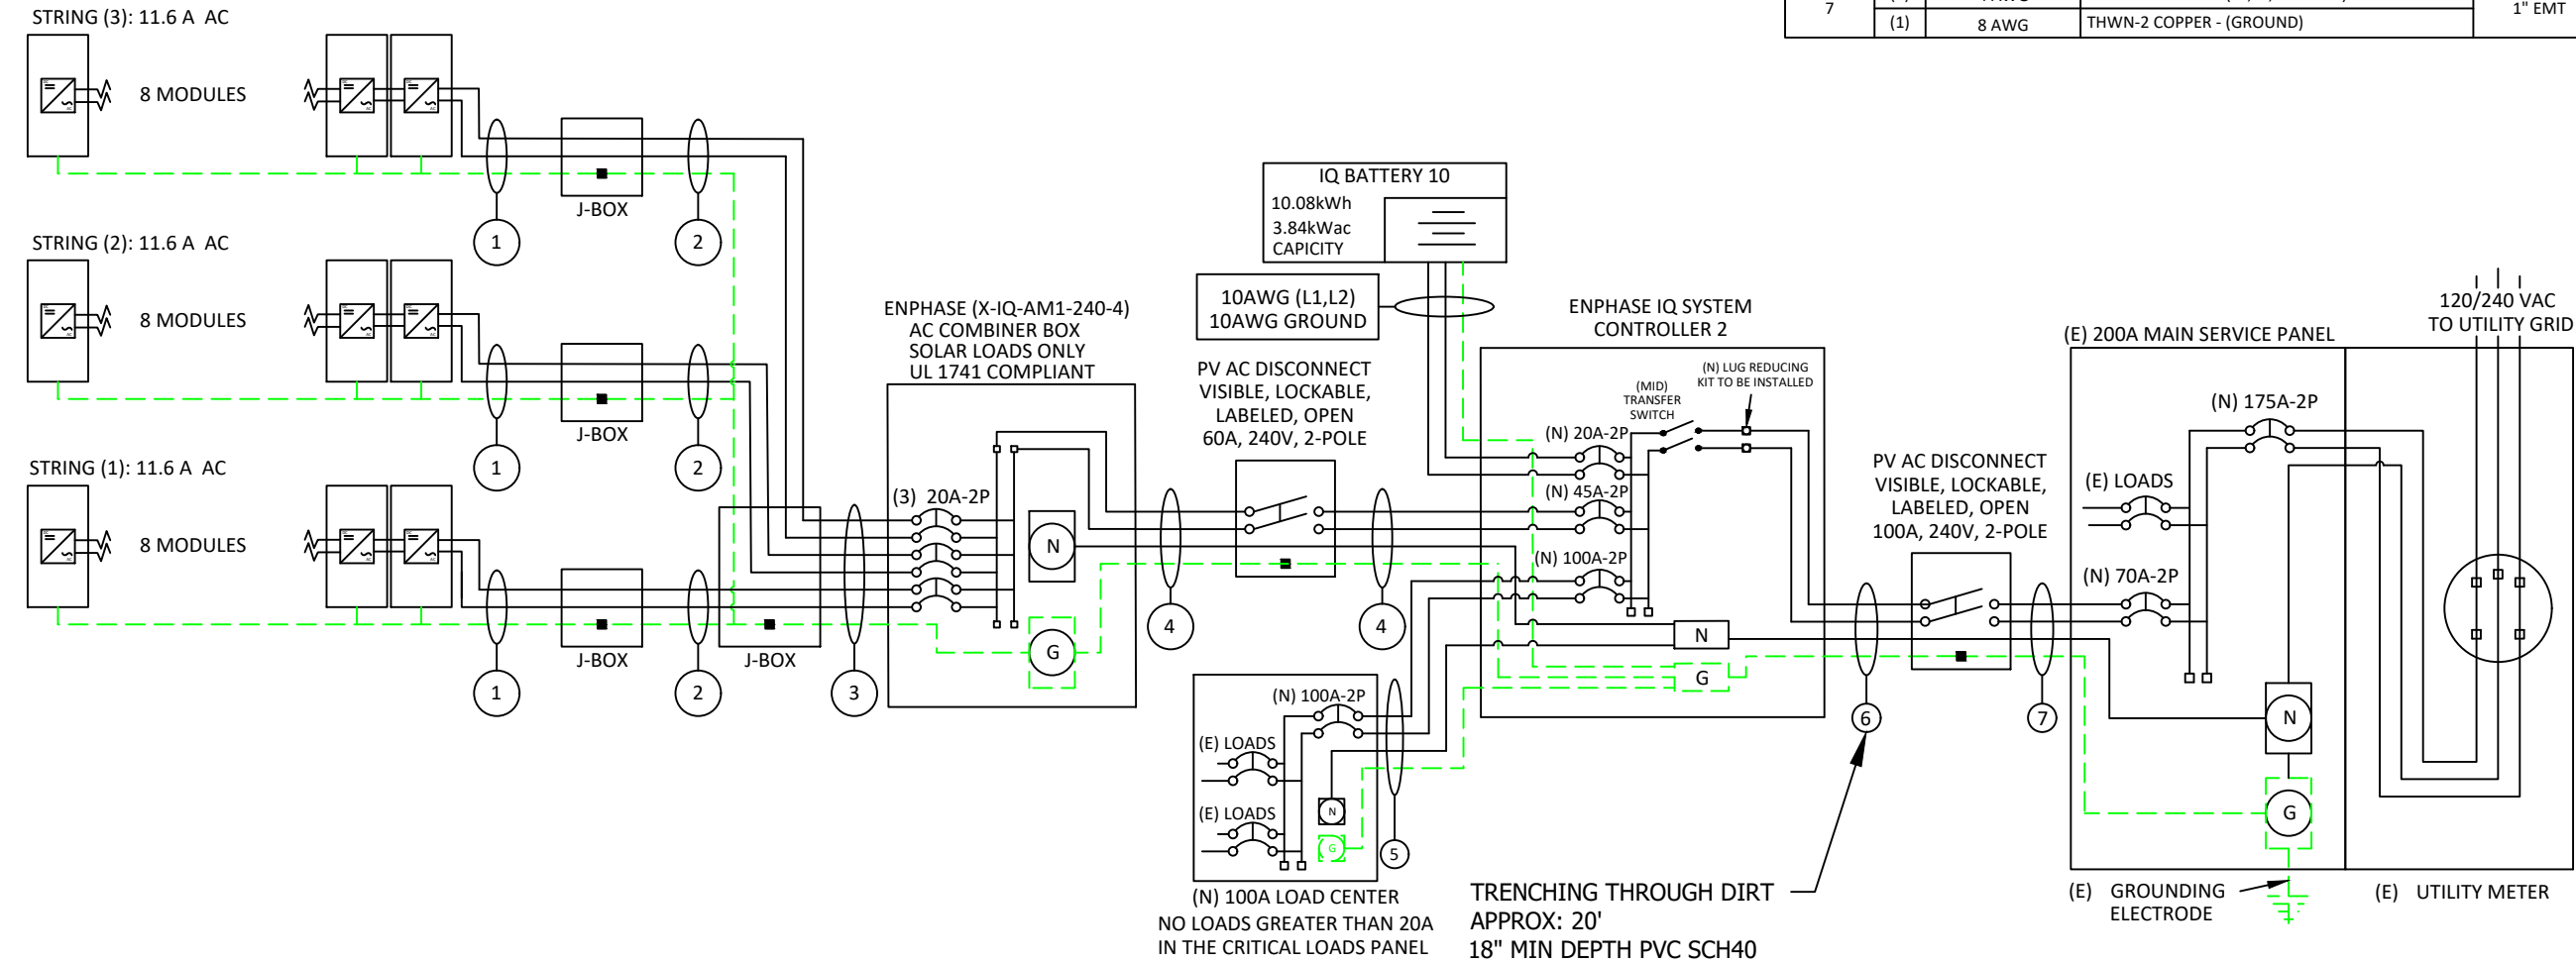 7
1" EMT
(1)
8 AWG
THWN-2 COPPER - (GROUND)
STRING (3): 11.6 A  AC
8 MODULES
J-BOX
1
2
STRING (2): 11.6 A  AC
8 MODULES
J-BOX
1
2
STRING (1): 11.6 A  AC
8 MODULES
J-BOX
J-BOX
1
2
3
ENPHASE (X-IQ-AM1-240-4)
AC COMBINER BOX
SOLAR LOADS ONLY
UL 1741 COMPLIANT
(3)  20A-2P
N
G
4
PV AC DISCONNECT
VISIBLE, LOCKABLE,
LABELED, OPEN
60A, 240V, 2-POLE
4
IQ BATTERY 10
10.08kWh
3.84kWac
CAPICITY
10AWG (L1,L2)
10AWG GROUND
ENPHASE IQ SYSTEM
CONTROLLER 2
(MID)
TRANSFER
SWITCH
(N) LUG REDUCING
KIT TO BE INSTALLED
(N) 20A-2P
(N) 45A-2P
(N) 100A-2P
N
G
(N) 100A-2P
(E) LOADS
(E) LOADS
N
G
5
(N) 100A LOAD CENTER
NO LOADS GREATER THAN 20A
IN THE CRITICAL LOADS PANEL
TRENCHING THROUGH DIRT
APPROX: 20'
18" MIN DEPTH PVC SCH40
6
PV AC DISCONNECT
VISIBLE, LOCKABLE,
LABELED, OPEN
100A, 240V, 2-POLE
7
(E) 200A MAIN SERVICE PANEL
(N) 175A-2P
(E) LOADS
(N) 70A-2P
N
G
120/240 VAC
TO UTILITY GRID
(E) GROUNDING
ELECTRODE
(E) UTILITY METER